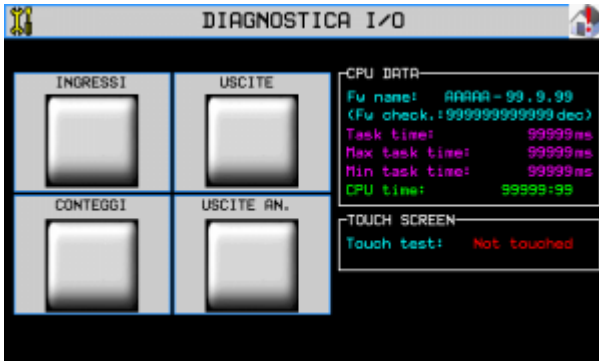 DIAGNOSTICA I/O
INGRESSI
USCITE
CONTEGGI
USCITE AN.
CPU DATA
Fw name: AAAAA-99.9.99
(Fw check.:999999999999dec)
Task time: 99999ms
Max task time: 99999ms
Min task time: 99999ms
CPU time: 99999:99
TOUCH SCREEN
Touch test: Not touched